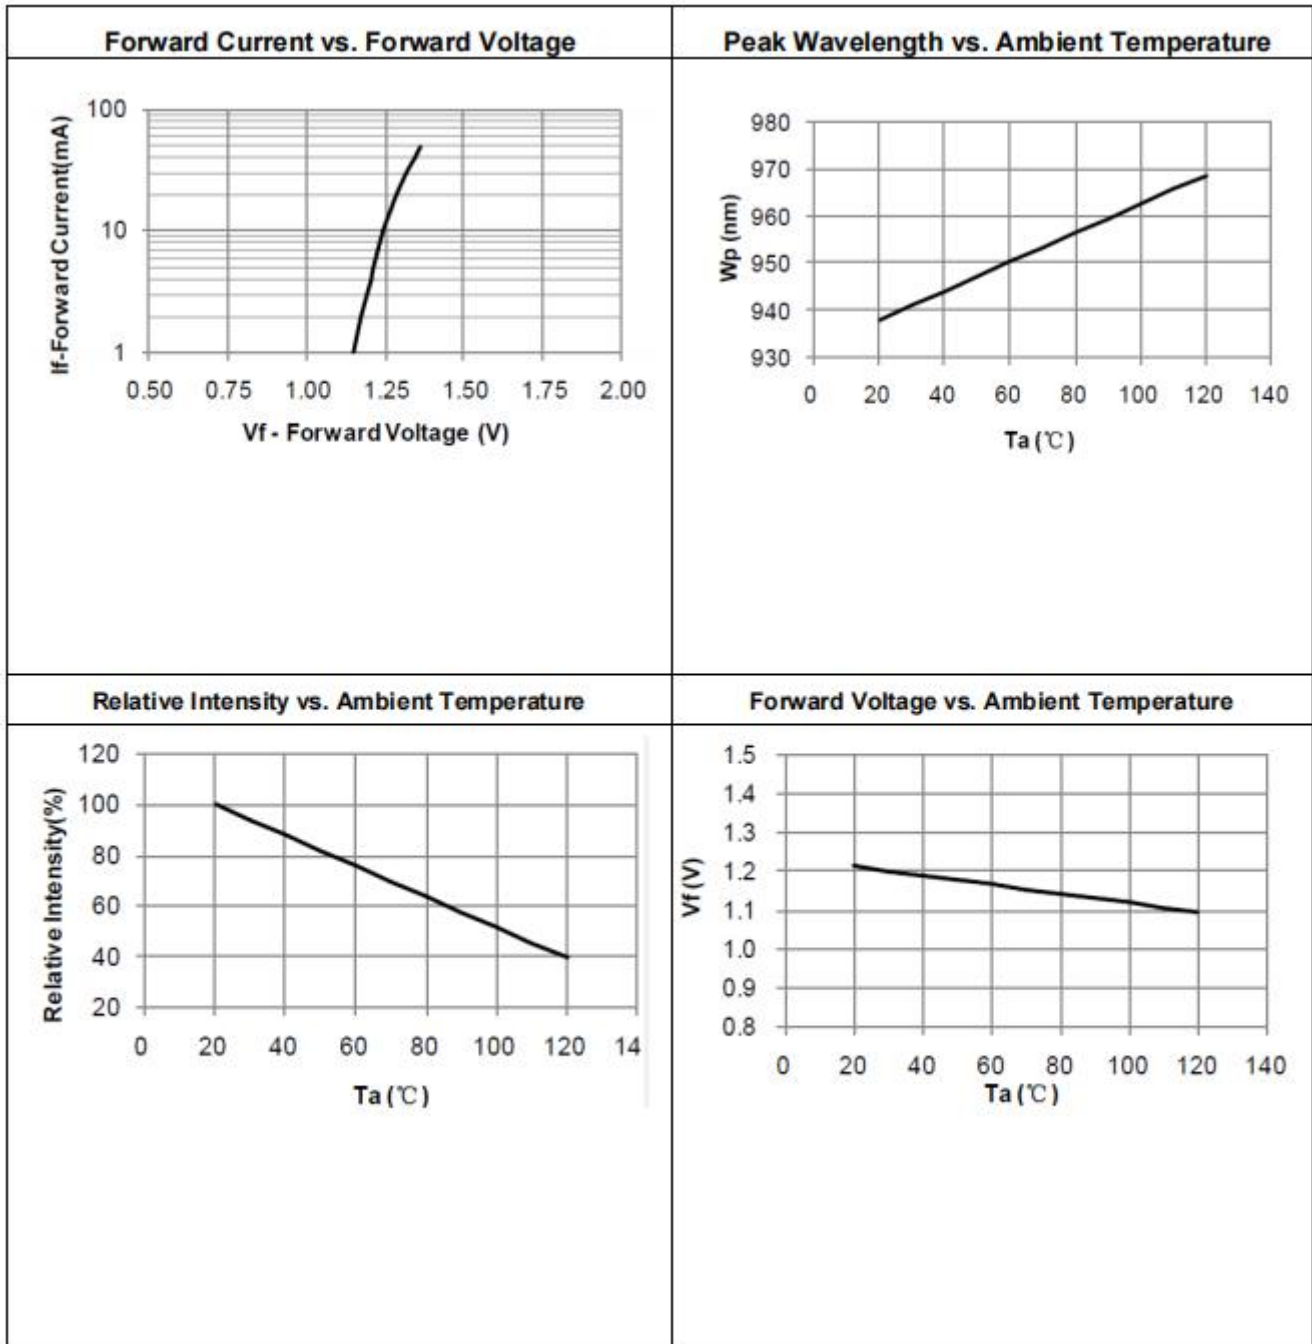 Forward Current vs. Forward Voltage
If-Forward Current(mA)
100
10
1
0.50 0.75 1.00 1.25 1.50 1.75 2.00
Vf - Forward Voltage (V)
Peak Wavelength vs. Ambient Temperature
Wp (nm)
980
970
960
950
940
930
0 20 40 60 80 100 120 140
Ta (℃)
Relative Intensity vs. Ambient Temperature
Relative Intensity(%)
120
100
80
60
40
20
0 20 40 60 80 100 120 14
Ta (℃)
Forward Voltage vs. Ambient Temperature
Vf (V)
1.5
1.4
1.3
1.2
1.1
1.0
0.9
0.8
0 20 40 60 80 100 120 140
Ta (℃)